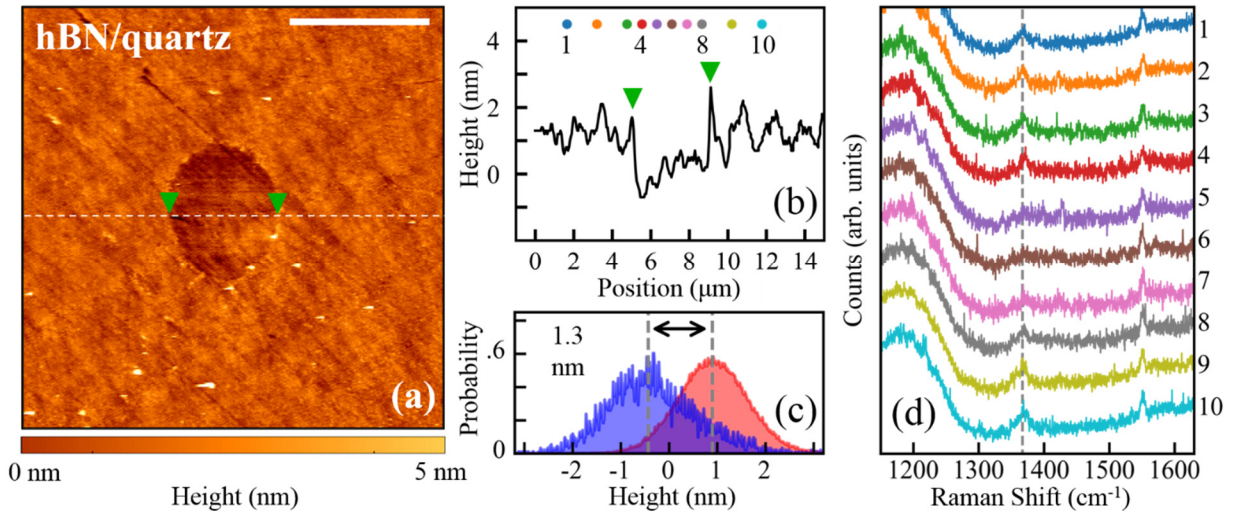 hBN/quartz
(a)
0 nm
5 nm
Height (nm)
4
2
0
Height (nm)
1
4
8
10
(b)
0 2 4 6 8 10 12 14
Position (μm)
Probability
.6
0
1.3
nm
(c)
-2 -1 0 1 2
Height (nm)
Counts (arb. units)
1
2
3
4
5
6
7
8
9
10
(d)
1200 1300 1400 1500 1600
Raman Shift (cm⁻¹)